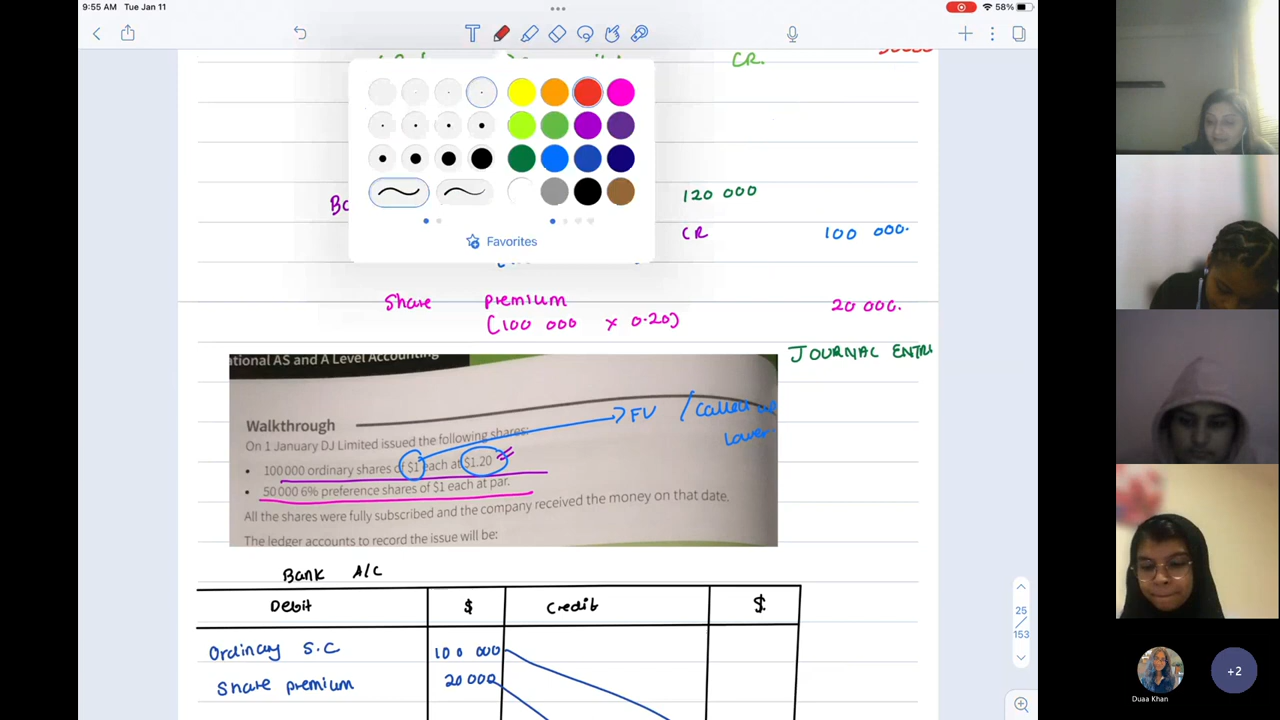 9:55 AM Tue Jan 11
58%
CR.
120 000
CR
100 000.
Favorites
Share premium
20 000.
(100 000 x 0.20)
JOURNAL ENTR
ational AS and A Level Accounting
Walkthrough
On 1 January DJ Limited issued the following shares:
FV / Called
lower.
• 100 000 ordinary shares of $1 each at $1.20
• 50 000 6% preference shares of $1 each at par.
All the shares were fully subscribed and the company received the money on that date.
The ledger accounts to record the issue will be:
Bank A/C
Debit $ Credit $
Ordinary S.C 100 000
Share premium 20 000
25
/
153
Duaa Khan
+2